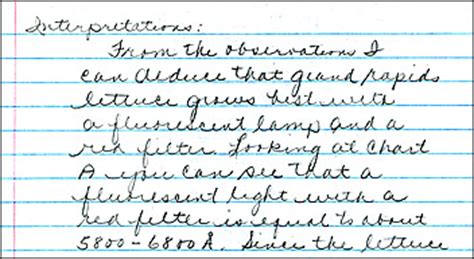 Interpretations:
From the observations I
can deduce that grand rapids
lettuce grows best with
a fluorescent lamp and a
red filter. Looking at Chart
A you can see that a
fluorescent light with a
red filter is equal to about
5800-6800 Å. Since the lettuce